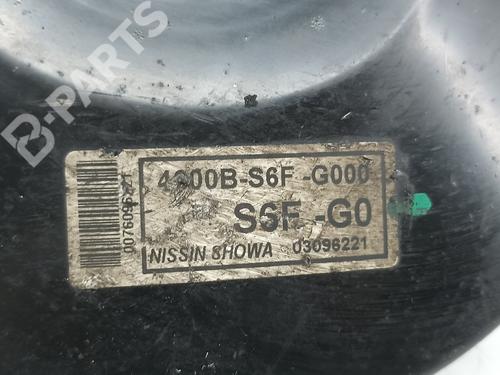 B-PARTS
4600B-S6F -G000
S6F -G0
NISSIN SHOWA 03096221